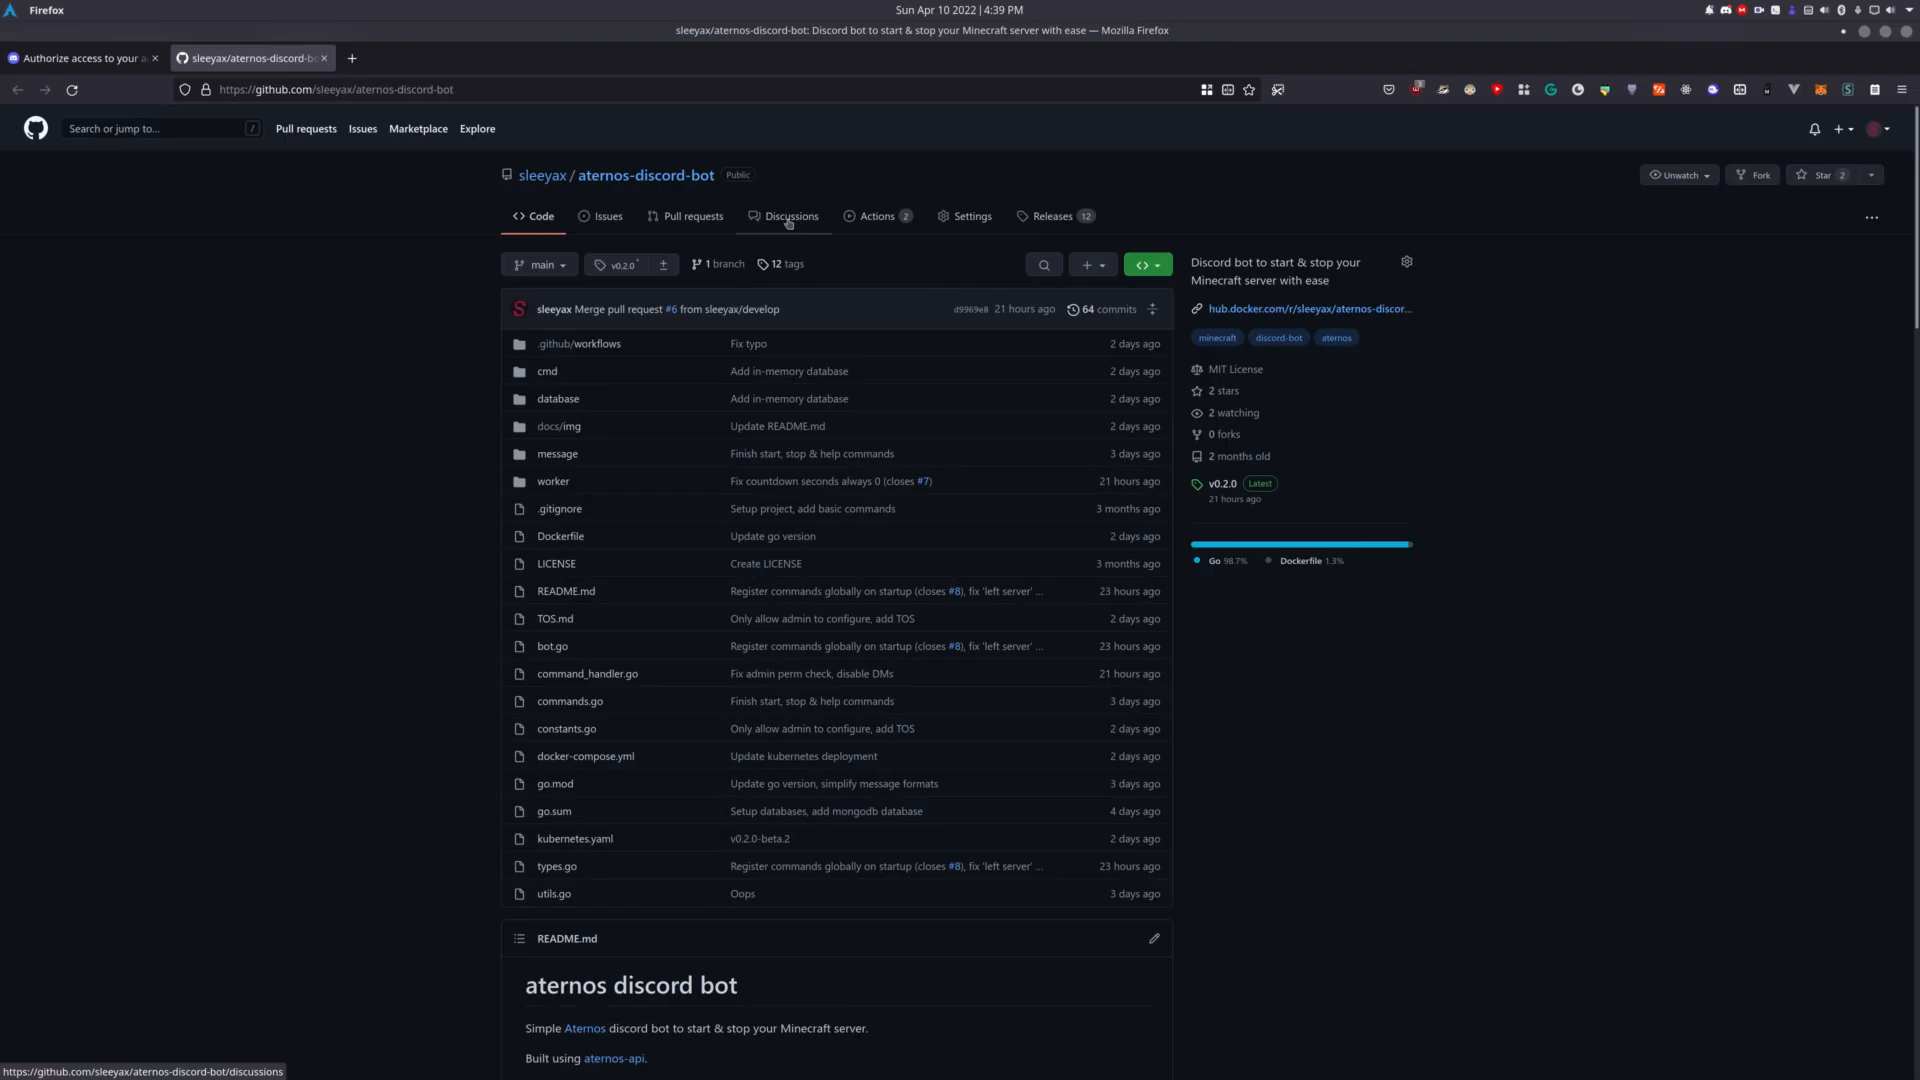 Firefox
Sun Apr 10 2022 | 4:39 PM
sleeyax/aternos-discord-bot: Discord bot to start & stop your Minecraft server with ease — Mozilla Firefox
Authorize access to your a
sleeyax/aternos-discord-b
https://github.com/sleeyax/aternos-discord-bot
Search or jump to...
/
Pull requests
Issues
Marketplace
Explore
sleeyax / aternos-discord-bot
Public
Unwatch
Fork
Star 2
Code
Issues
Pull requests
Discussions
Actions 2
Settings
Releases 12
main
v0.2.0*
1 branch
12 tags
Discord bot to start & stop your
Minecraft server with ease
hub.docker.com/r/sleeyax/aternos-discor...
minecraft
discord-bot
aternos
MIT License
2 stars
2 watching
0 forks
2 months old
v0.2.0 Latest
21 hours ago
Go 98.7%
Dockerfile 1.3%
sleeyax Merge pull request #6 from sleeyax/develop
d9969e8 21 hours ago
64 commits
.github/workflows Fix typo 2 days ago
cmd Add in-memory database 2 days ago
database Add in-memory database 2 days ago
docs/img Update README.md 2 days ago
message Finish start, stop & help commands 3 days ago
worker Fix countdown seconds always 0 (closes #7) 21 hours ago
.gitignore Setup project, add basic commands 3 months ago
Dockerfile Update go version 2 days ago
LICENSE Create LICENSE 3 months ago
README.md Register commands globally on startup (closes #8), fix 'left server' ... 23 hours ago
TOS.md Only allow admin to configure, add TOS 2 days ago
bot.go Register commands globally on startup (closes #8), fix 'left server' ... 23 hours ago
command_handler.go Fix admin perm check, disable DMs 21 hours ago
commands.go Finish start, stop & help commands 3 days ago
constants.go Only allow admin to configure, add TOS 2 days ago
docker-compose.yml Update kubernetes deployment 2 days ago
go.mod Update go version, simplify message formats 3 days ago
go.sum Setup databases, add mongodb database 4 days ago
kubernetes.yaml v0.2.0-beta.2 2 days ago
types.go Register commands globally on startup (closes #8), fix 'left server' ... 23 hours ago
utils.go Oops 3 days ago
README.md
aternos discord bot
Simple Aternos discord bot to start & stop your Minecraft server.
Built using aternos-api.
https://github.com/sleeyax/aternos-discord-bot/discussions